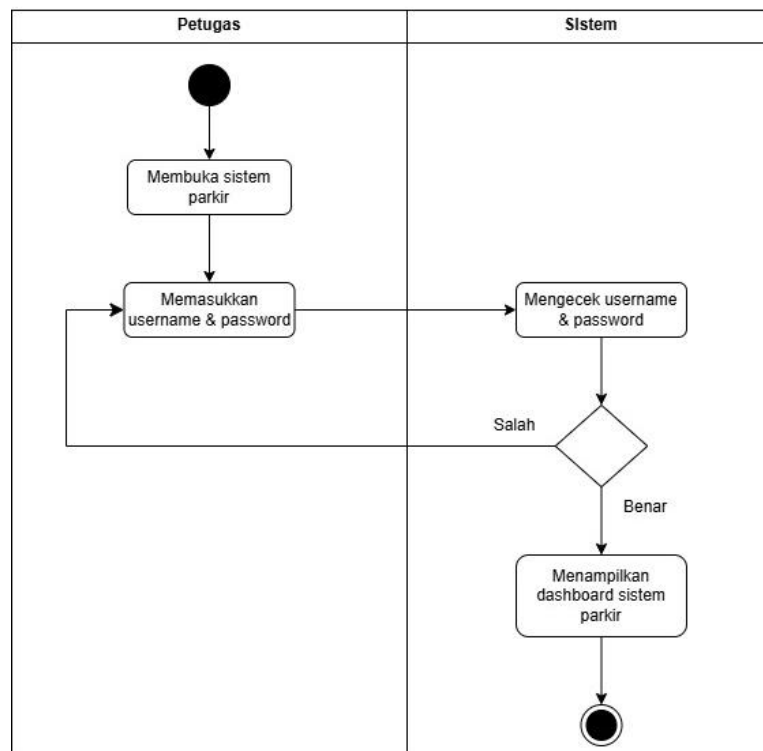 Petugas
SIstem
Membuka sistem
parkir
Memasukkan
username & password
Mengecek username
& password
Salah
Benar
Menampilkan
dashboard sistem
parkir